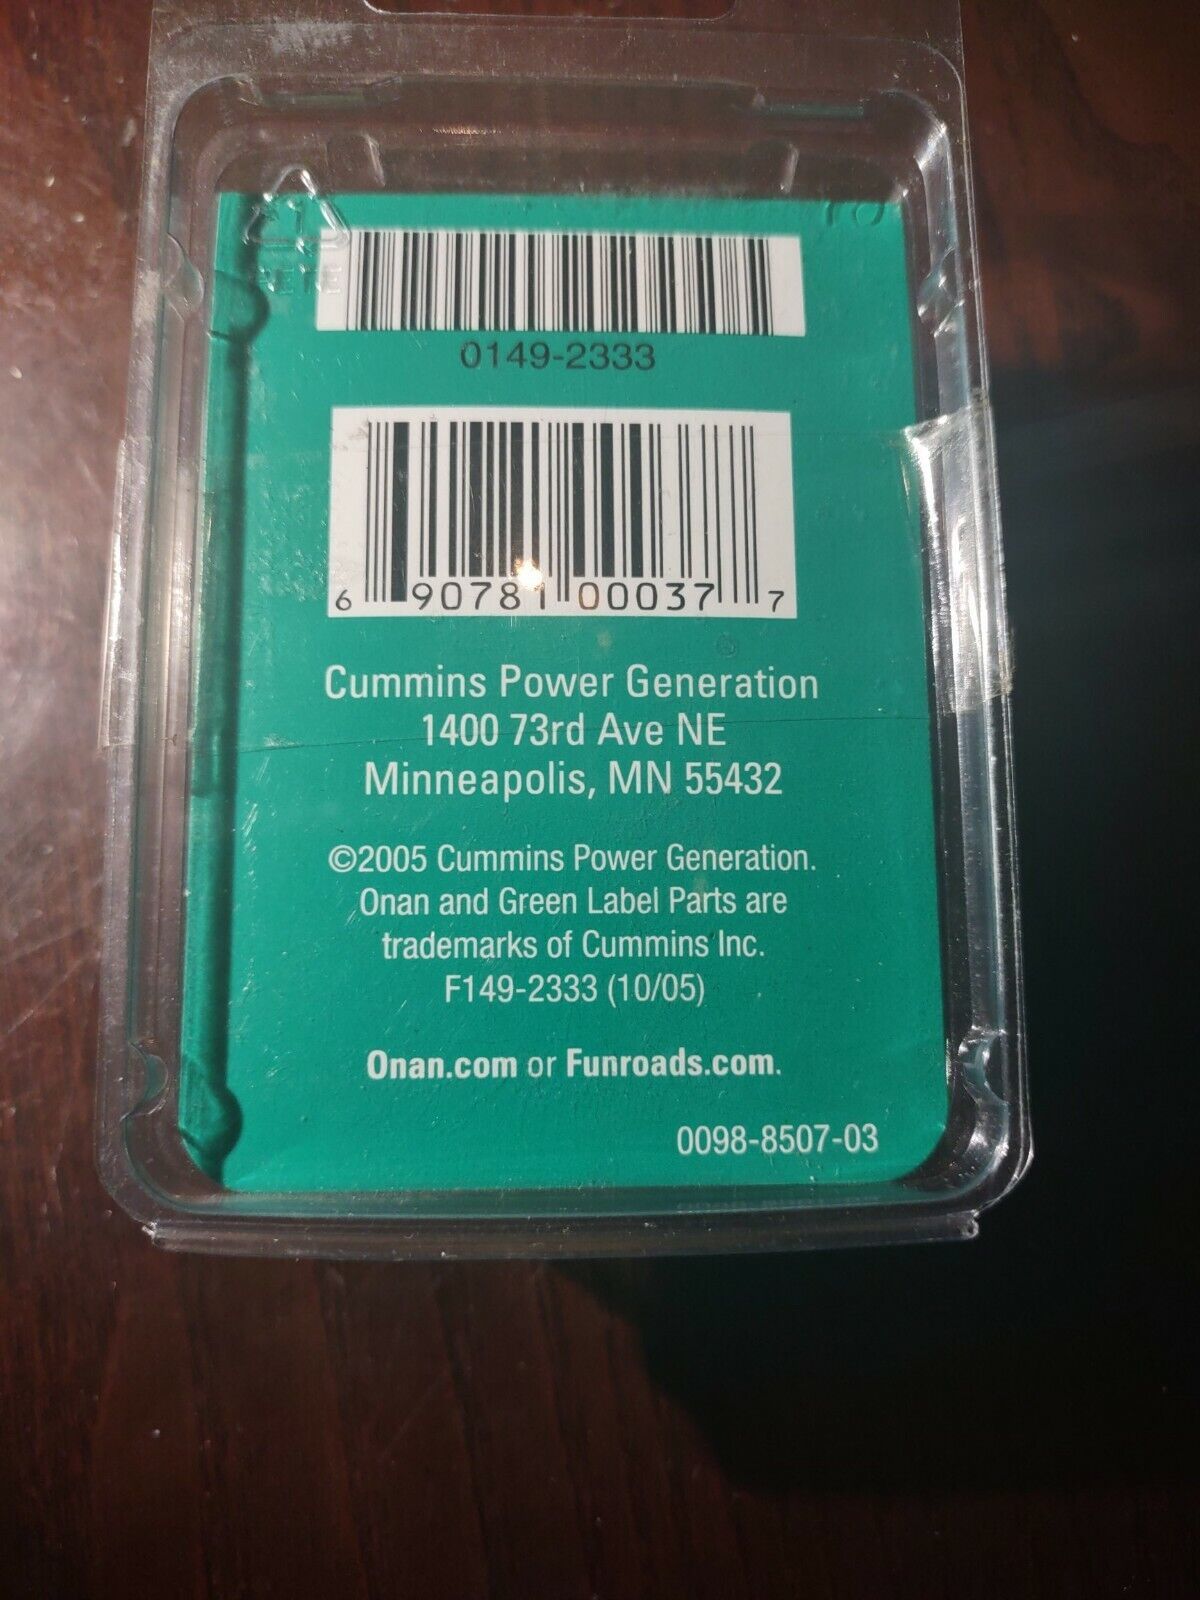 1
PETE
0149-2333
6 90781 00037 7
Cummins Power Generation
1400 73rd Ave NE
Minneapolis, MN 55432
©2005 Cummins Power Generation.
Onan and Green Label Parts are
trademarks of Cummins Inc.
F149-2333 (10/05)
Onan.com or Funroads.com.
0098-8507-03